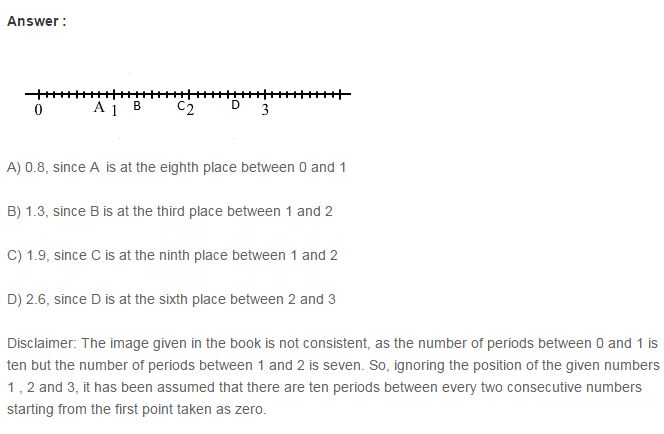 Answer :
0 A 1 B C 2 D 3
A) 0.8, since A is at the eighth place between 0 and 1
B) 1.3, since B is at the third place between 1 and 2
C) 1.9, since C is at the ninth place between 1 and 2
D) 2.6, since D is at the sixth place between 2 and 3
Disclaimer: The image given in the book is not consistent, as the number of periods between 0 and 1 is
ten but the number of periods between 1 and 2 is seven. So, ignoring the position of the given numbers
1 , 2 and 3, it has been assumed that there are ten periods between every two consecutive numbers
starting from the first point taken as zero.